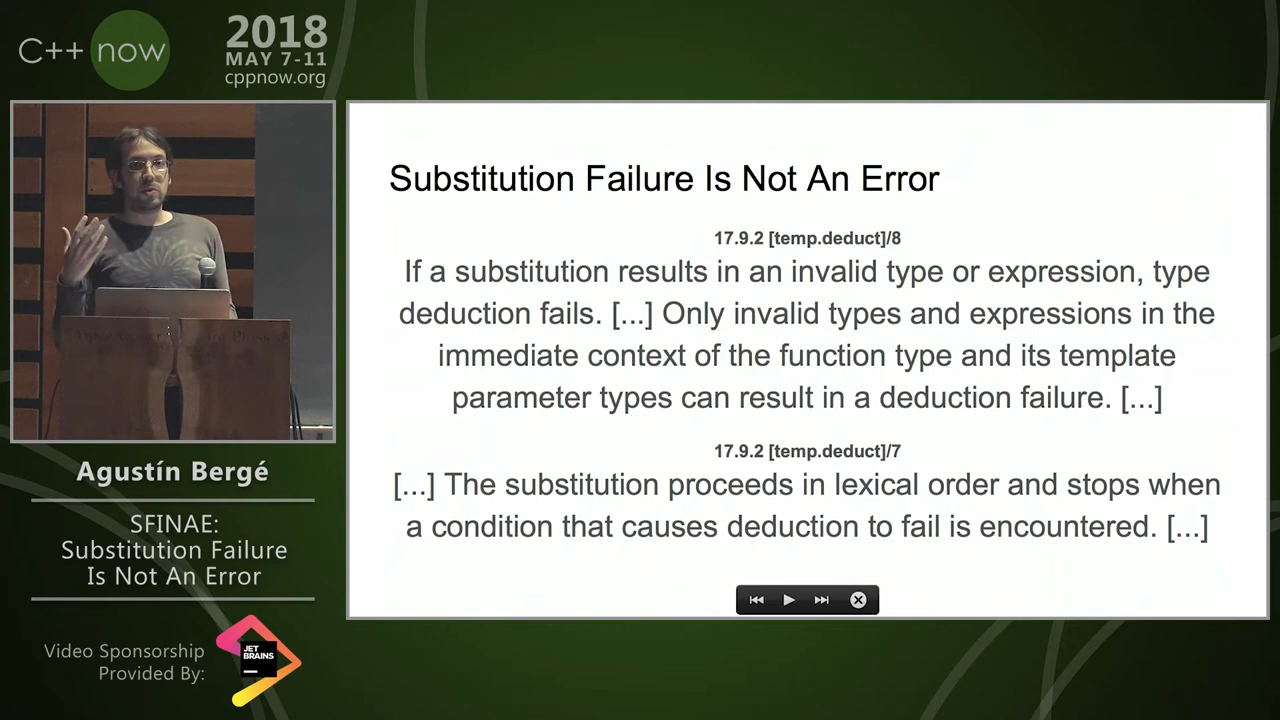 C++ now
2018
MAY 7-11
cppnow.org
Substitution Failure Is Not An Error
17.9.2 [temp.deduct]/8
If a substitution results in an invalid type or expression, type
deduction fails. [...] Only invalid types and expressions in the
immediate context of the function type and its template
parameter types can result in a deduction failure. [...]
17.9.2 [temp.deduct]/7
[...] The substitution proceeds in lexical order and stops when
a condition that causes deduction to fail is encountered. [...]
Agustín Bergé
SFINAE:
Substitution Failure
Is Not An Error
Video Sponsorship
Provided By:
JET
BRAINS